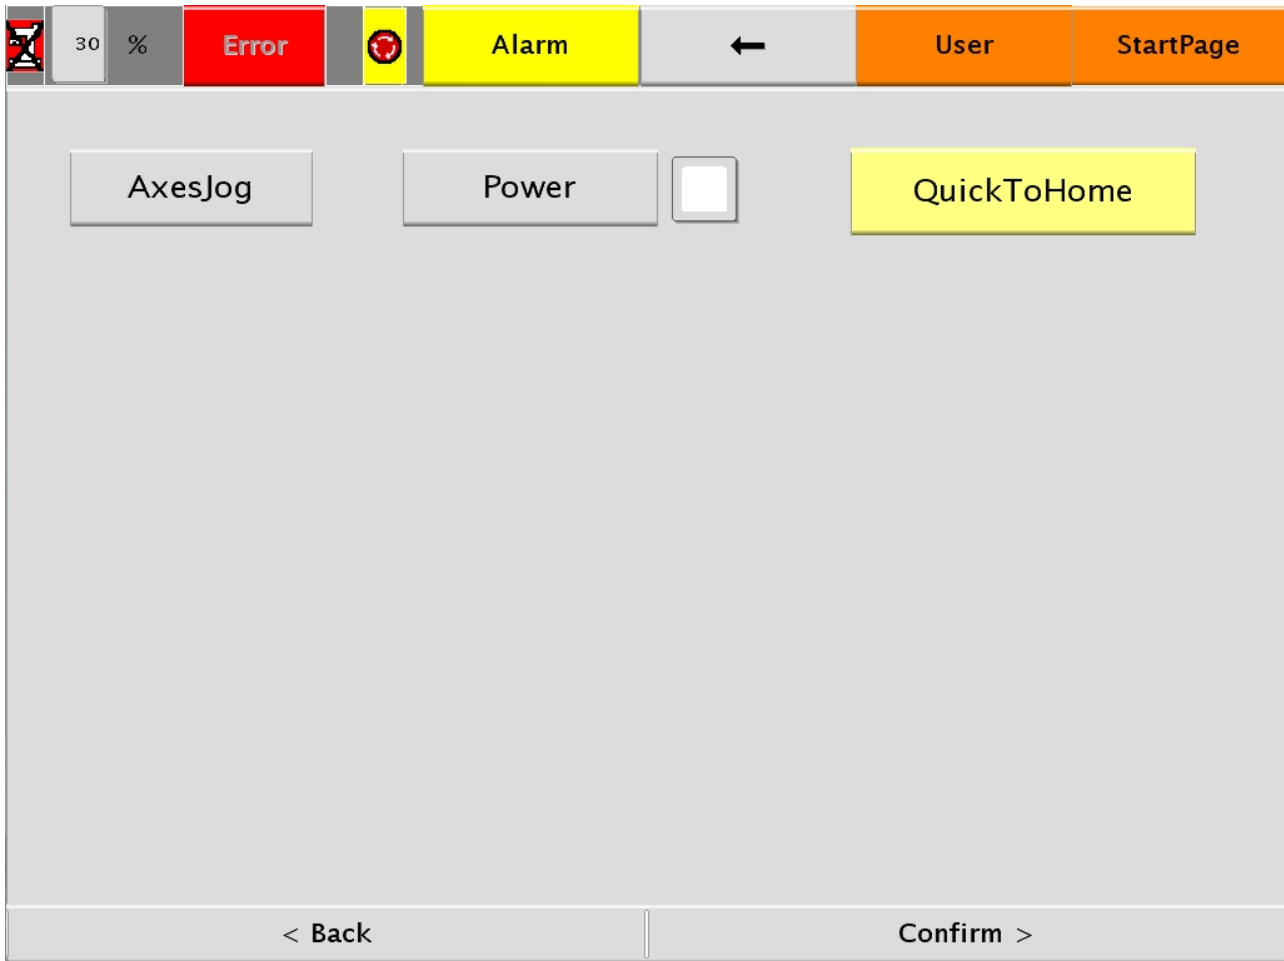 30 % Error Alarm ← User StartPage
AxesJog Power QuickToHome
< Back Confirm >